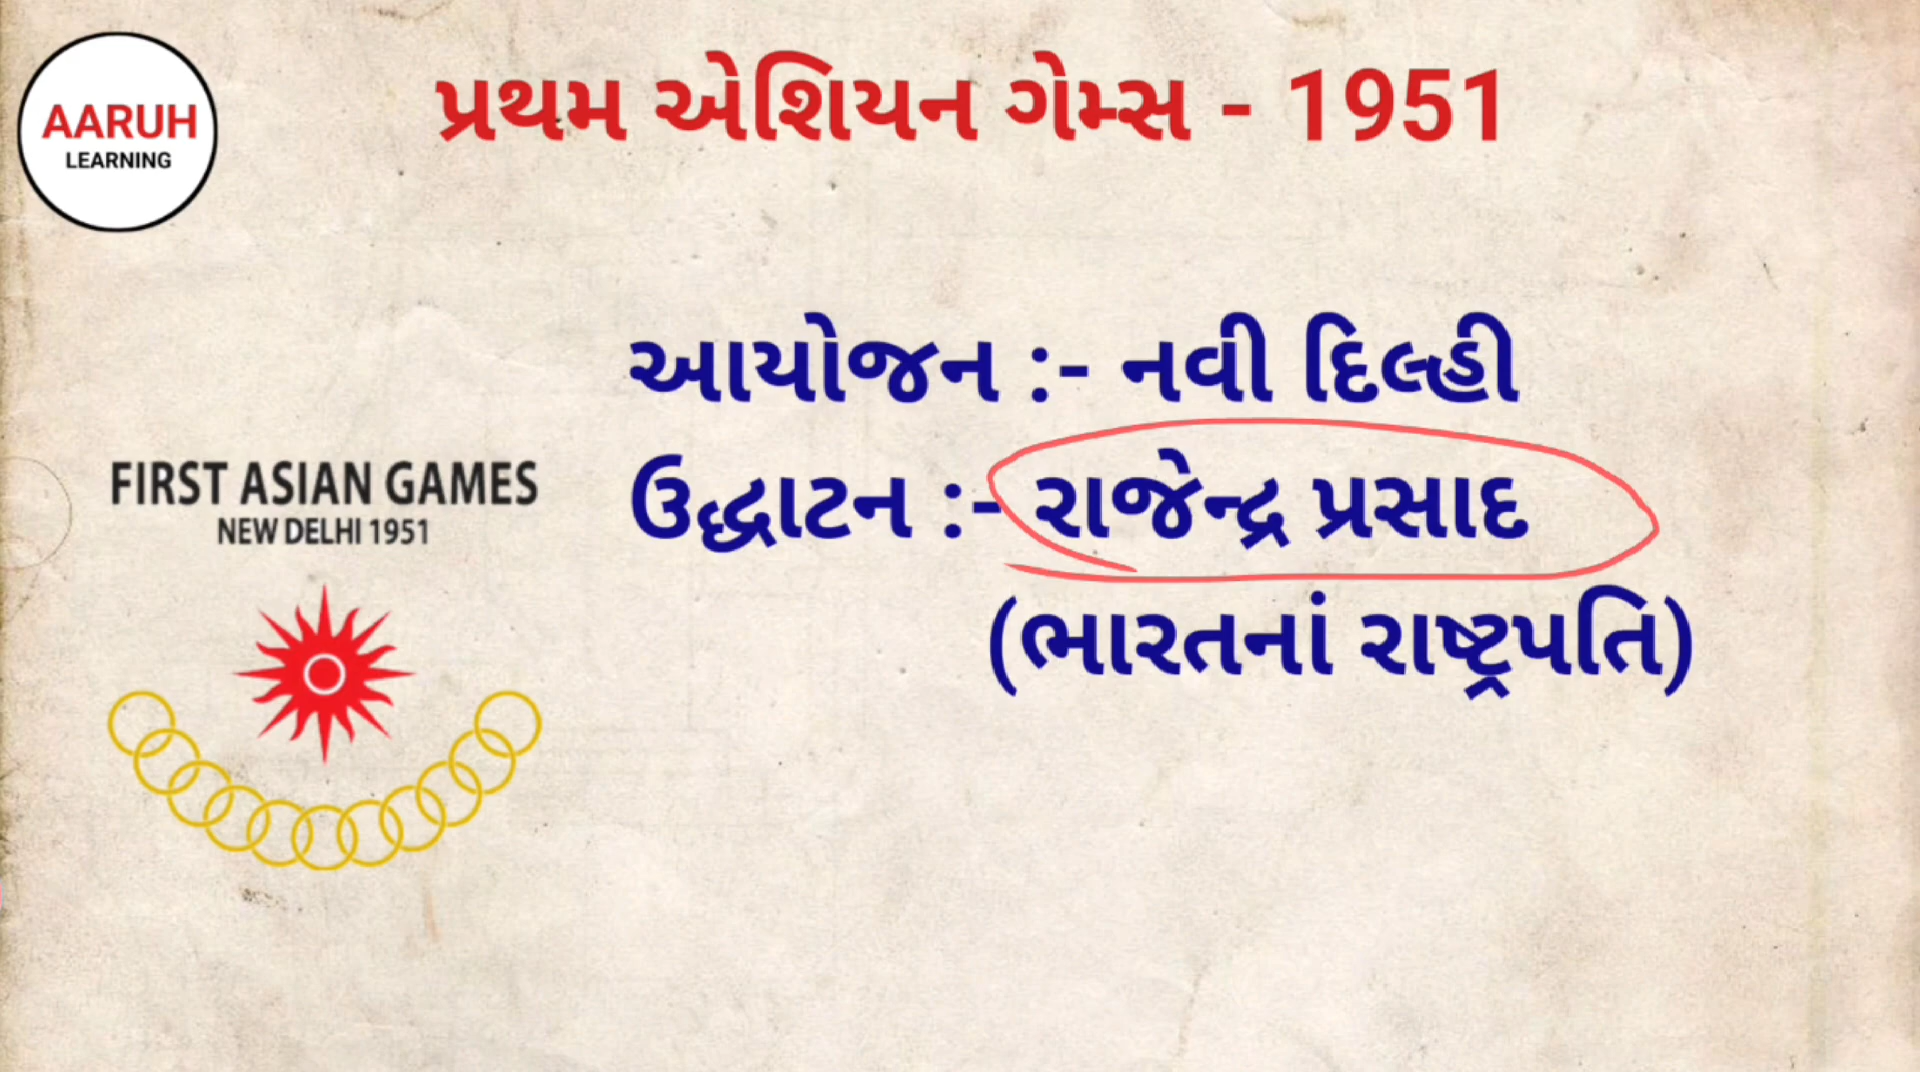 AARUH
LEARNING
પ્રથમ એશિયન ગેમ્સ - 1951
આયોજન :- નવી દિલ્હી
ઉદ્ઘાટન :- રાજેન્દ્ર પ્રસાદ
(ભારતનાં રાષ્ટ્રપતિ)
FIRST ASIAN GAMES
NEW DELHI 1951